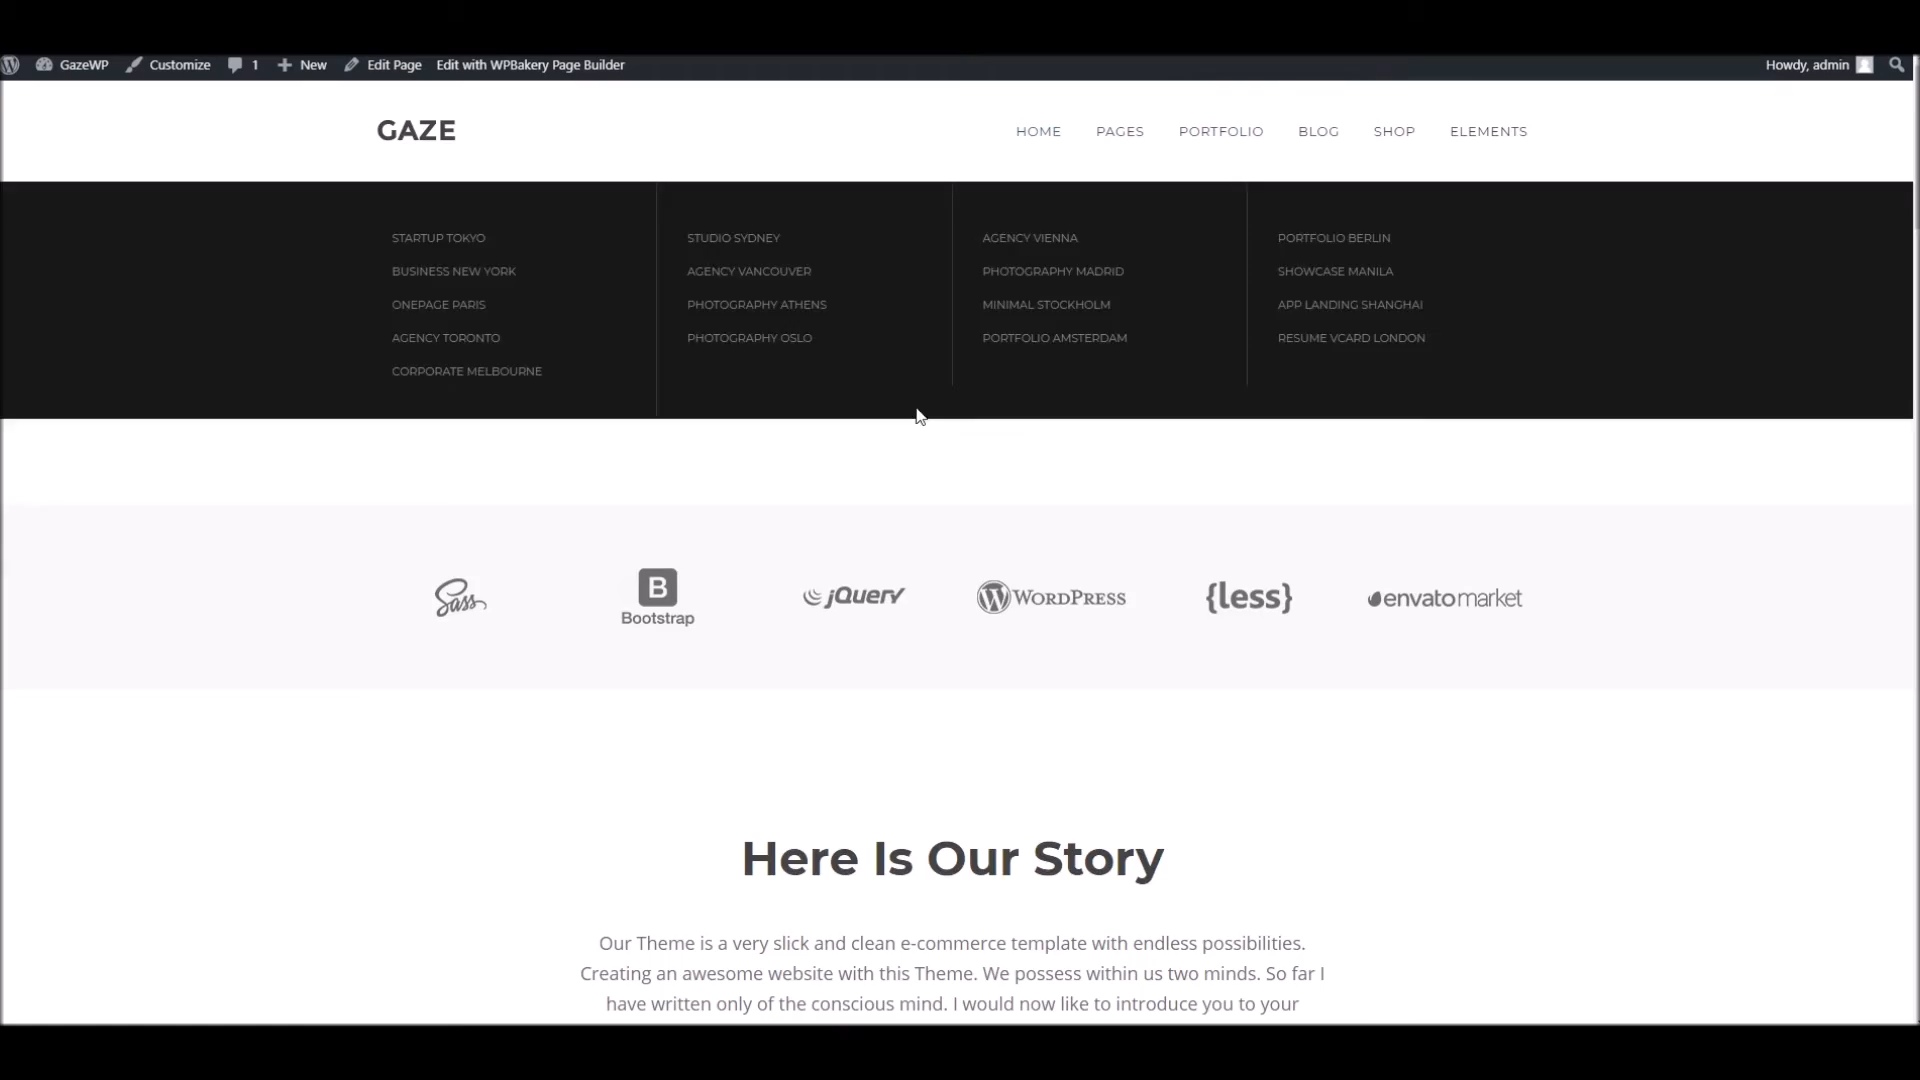 GazeWP Customize 1 New Edit Page Edit with WPBakery Page Builder Howdy, admin
GAZE HOME PAGES PORTFOLIO BLOG SHOP ELEMENTS
STARTUP TOKYO STUDIO SYDNEY AGENCY VIENNA PORTFOLIO BERLIN
BUSINESS NEW YORK AGENCY VANCOUVER PHOTOGRAPHY MADRID SHOWCASE MANILA
ONEPAGE PARIS PHOTOGRAPHY ATHENS MINIMAL STOCKHOLM APP LANDING SHANGHAI
AGENCY TORONTO PHOTOGRAPHY OSLO PORTFOLIO AMSTERDAM RESUME VCARD LONDON
CORPORATE MELBOURNE
Sass B Bootstrap jQuery WORDPRESS {less} envatomarket
Here Is Our Story
Our Theme is a very slick and clean e-commerce template with endless possibilities.
Creating an awesome website with this Theme. We possess within us two minds. So far I
have written only of the conscious mind. I would now like to introduce you to your